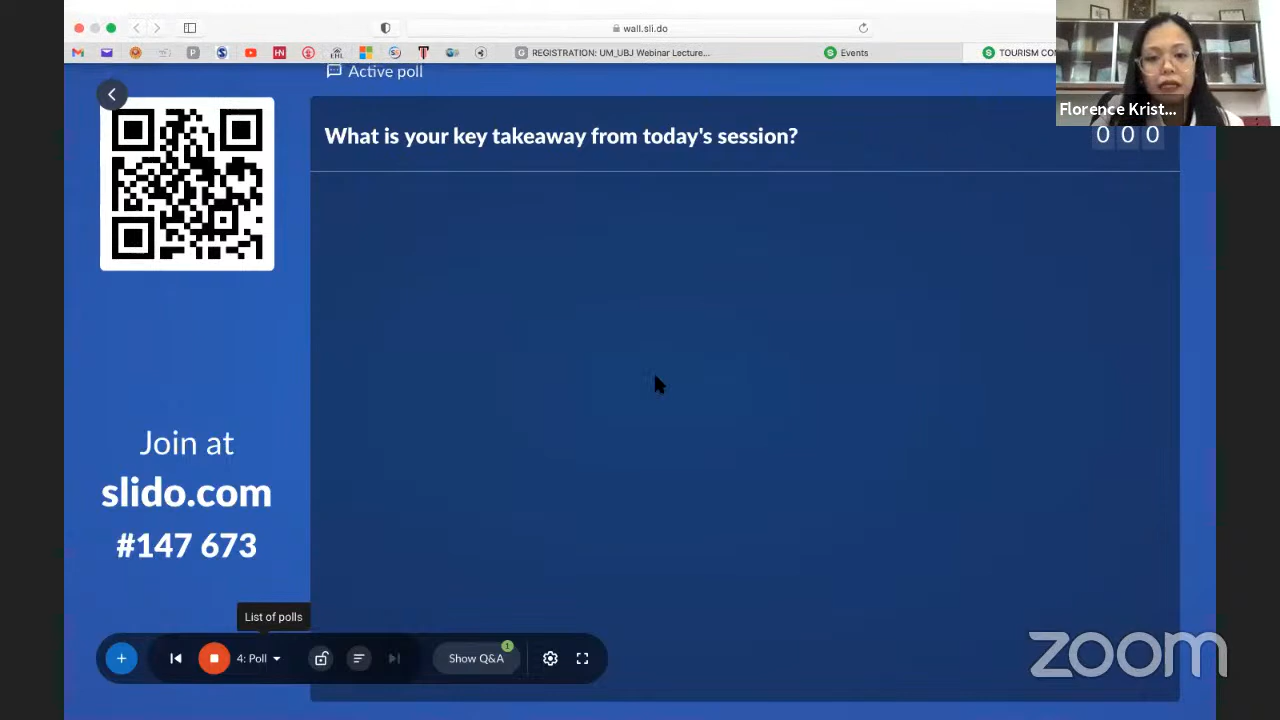 wall.sli.do
REGISTRATION: UM_UBJ Webinar Lecture...
Events
TOURISM CON
Florence Krist...
Active poll
What is your key takeaway from today's session?
0 0 0
Join at
slido.com
#147 673
List of polls
4: Poll
Show Q&A
1
zoom